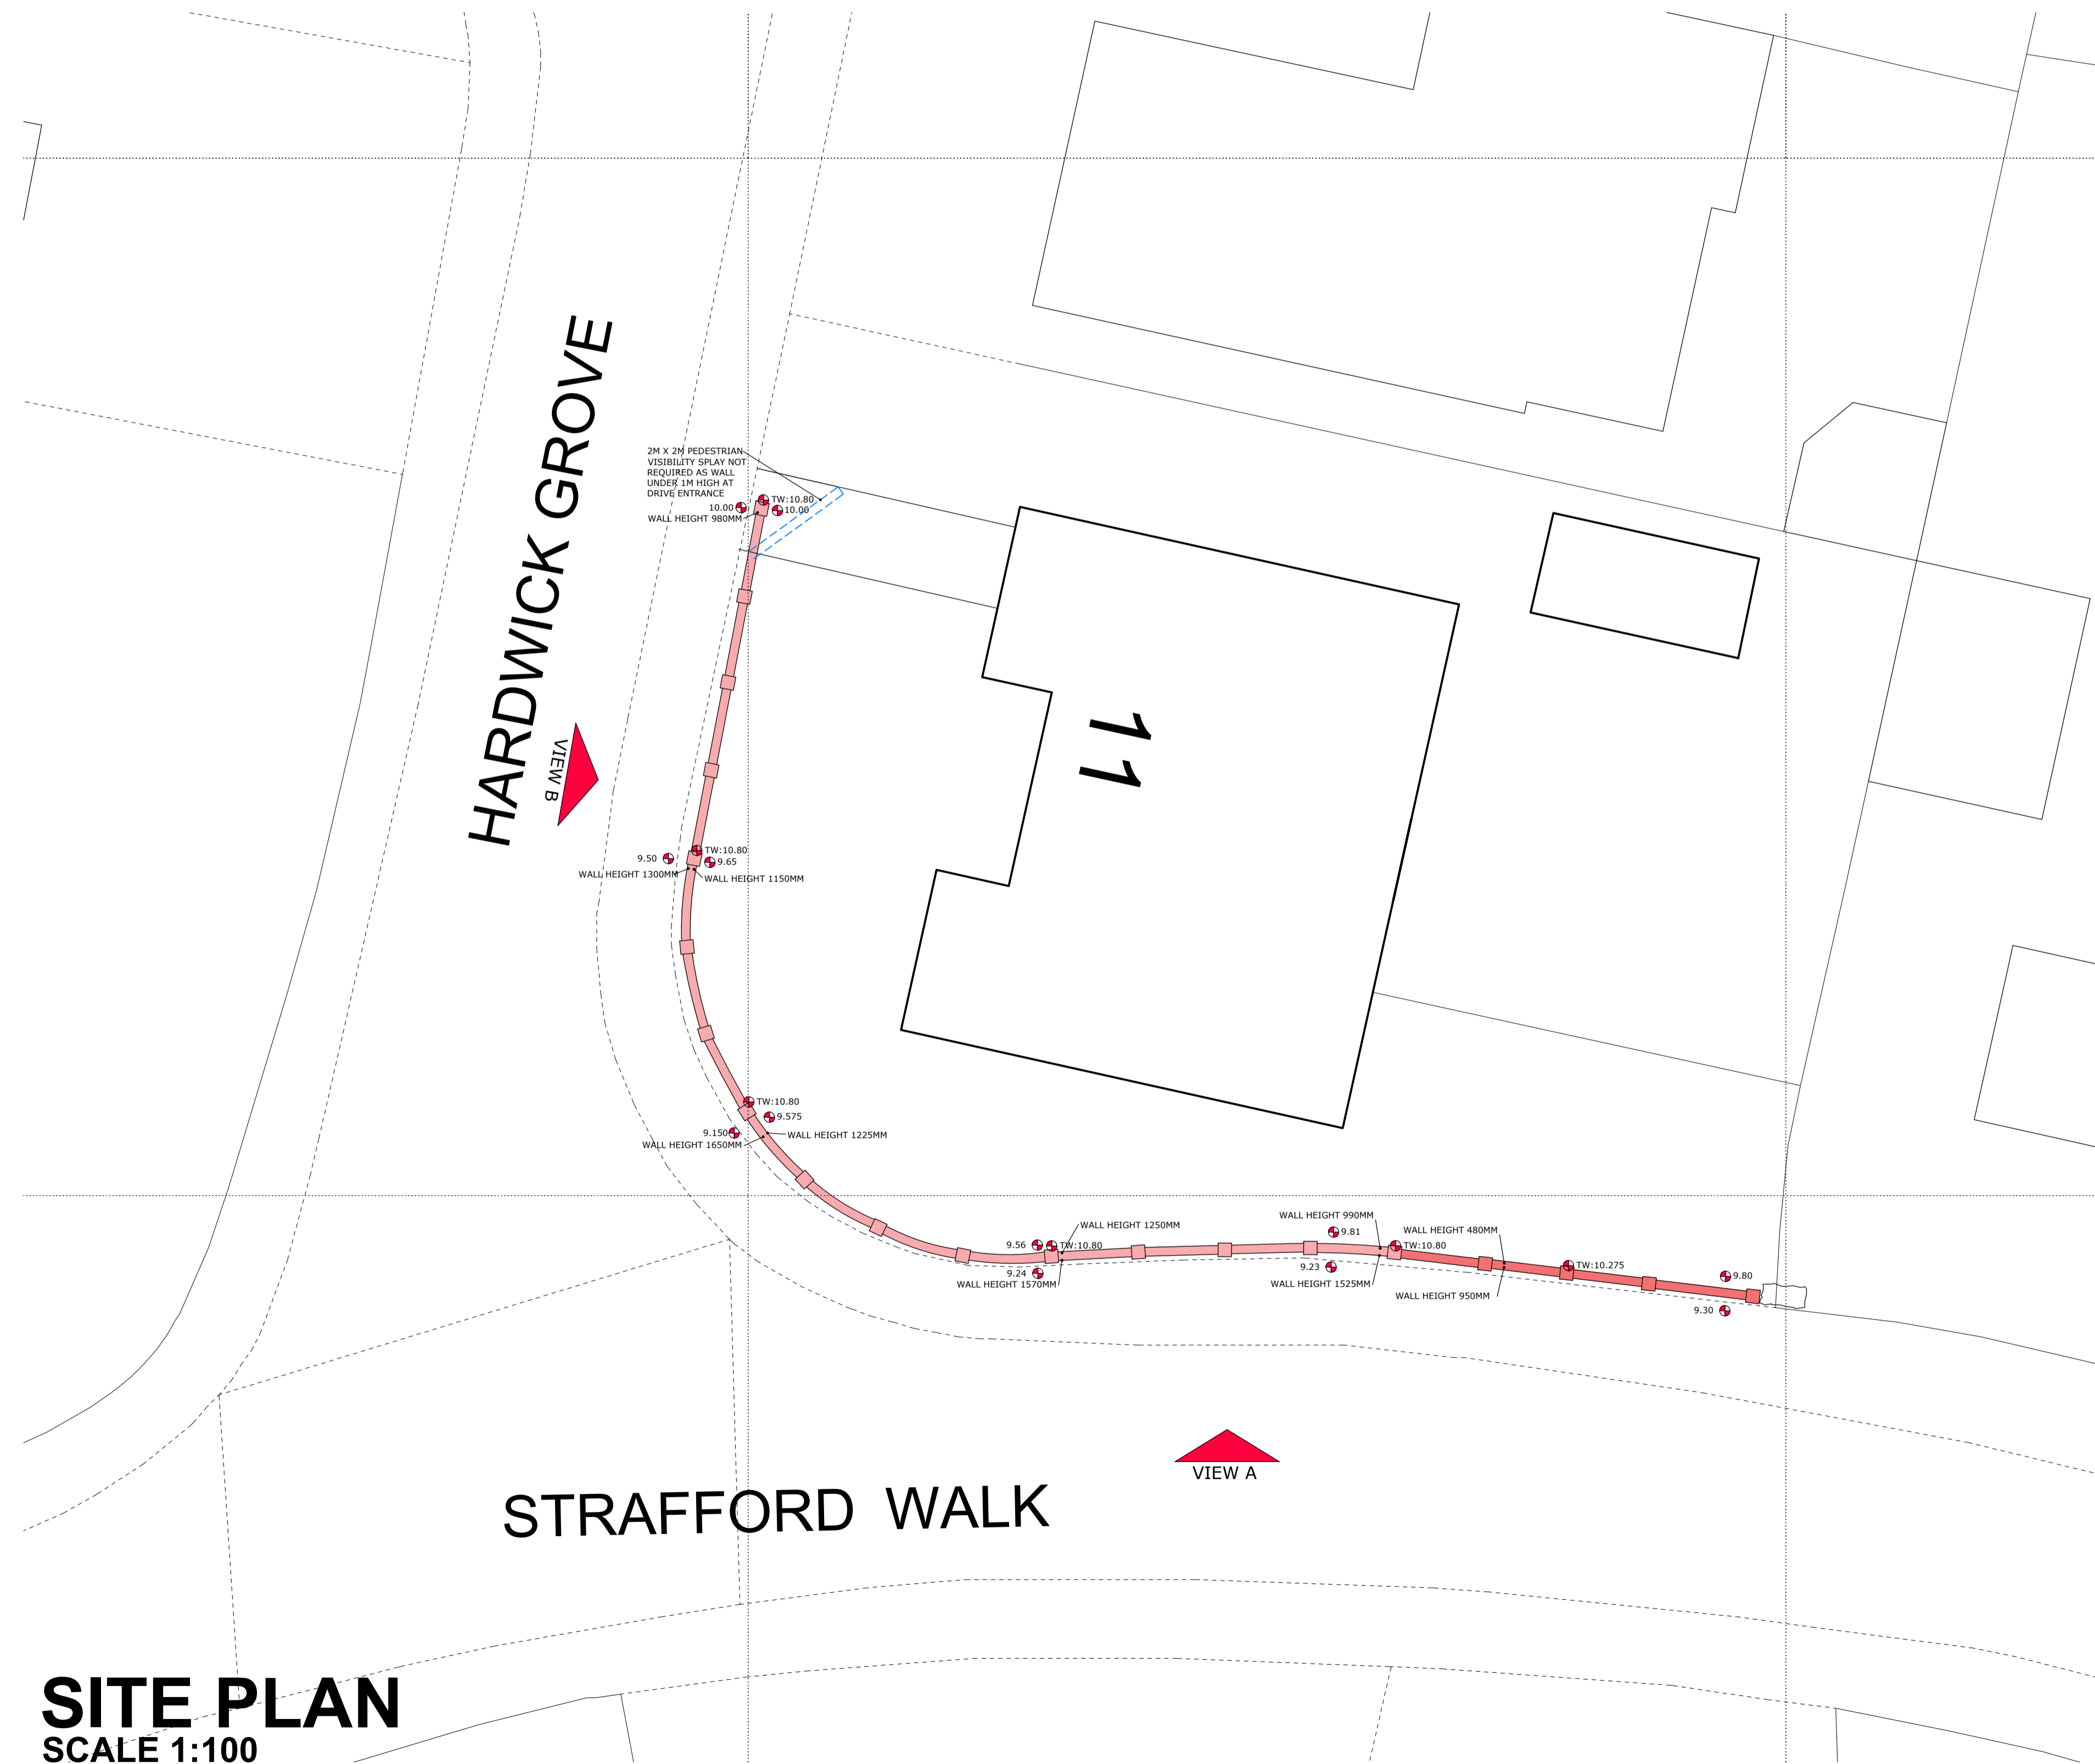 HARDWICK GROVE
2M X 2M PEDESTRIAN
VISIBILITY SPLAY NOT
REQUIRED AS WALL
UNDER 1M HIGH AT
DRIVE ENTRANCE
TW:10.80
10.00
10.00
WALL HEIGHT 980MM
11
VIEW B
TW:10.80
9.50
9.65
WALL HEIGHT 1300MM
WALL HEIGHT 1150MM
TW:10.80
9.575
9.150
WALL HEIGHT 1225MM
WALL HEIGHT 1650MM
WALL HEIGHT 1250MM
9.56
TW:10.80
9.24
WALL HEIGHT 1570MM
WALL HEIGHT 990MM
9.81
WALL HEIGHT 480MM
TW:10.80
9.23
WALL HEIGHT 1525MM
TW:10.275
WALL HEIGHT 950MM
9.80
9.30
VIEW A
STRAFFORD WALK
SITE PLAN
SCALE 1:100